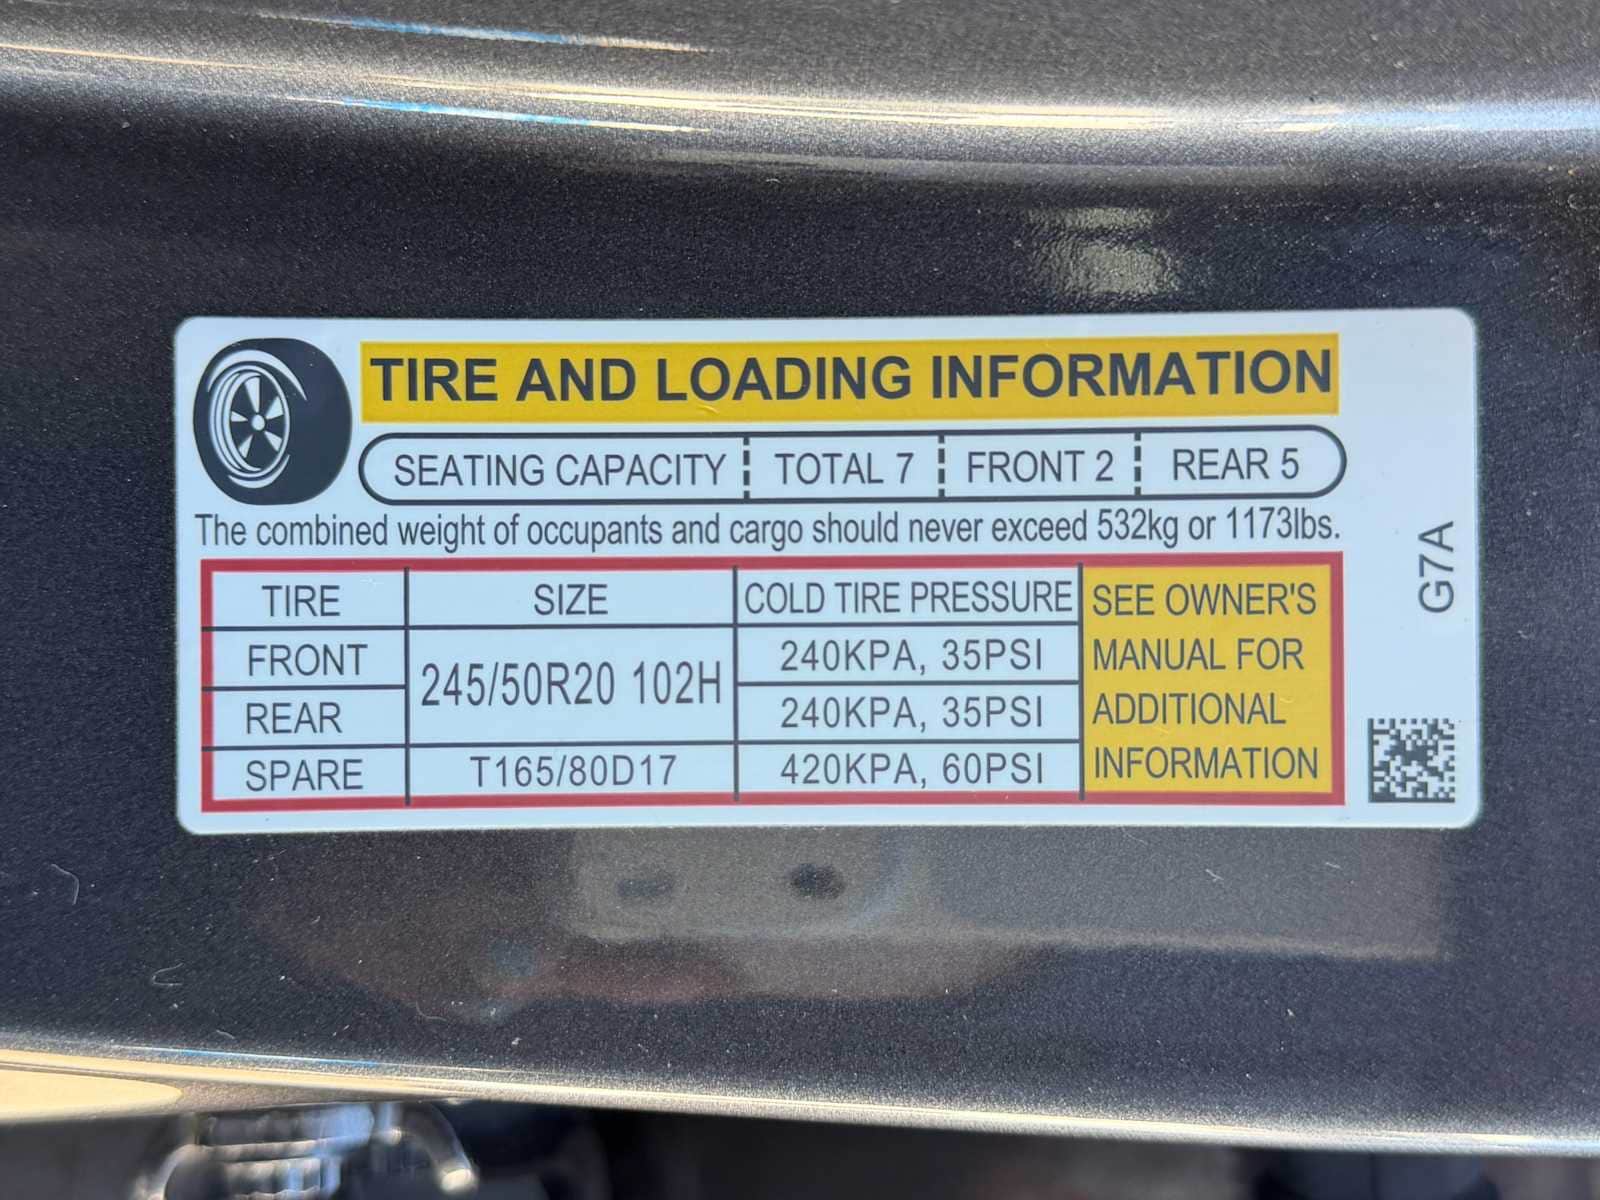 TIRE AND LOADING INFORMATION
SEATING CAPACITY TOTAL 7 FRONT 2 REAR 5
The combined weight of occupants and cargo should never exceed 532kg or 1173lbs.
TIRE SIZE COLD TIRE PRESSURE
FRONT 245/50R20 102H 240KPA, 35PSI
REAR 240KPA, 35PSI
SPARE T165/80D17 420KPA, 60PSI
SEE OWNER'S
MANUAL FOR
ADDITIONAL
INFORMATION
G7A